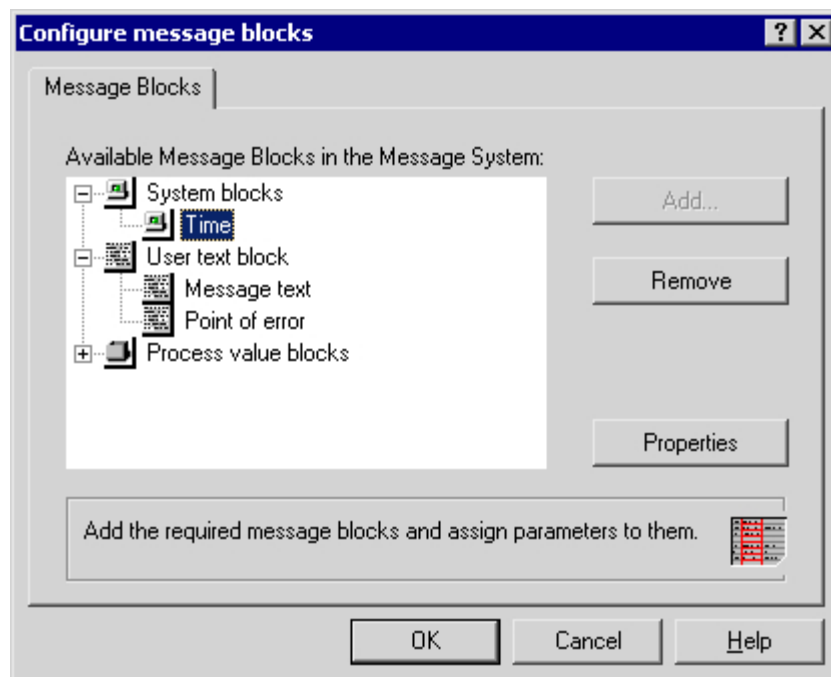 Configure message blocks
Message Blocks
Available Message Blocks in the Message System:
System blocks
Time
User text block
Message text
Point of error
Process value blocks
Add...
Remove
Properties
Add the required message blocks and assign parameters to them.
OK
Cancel
Help